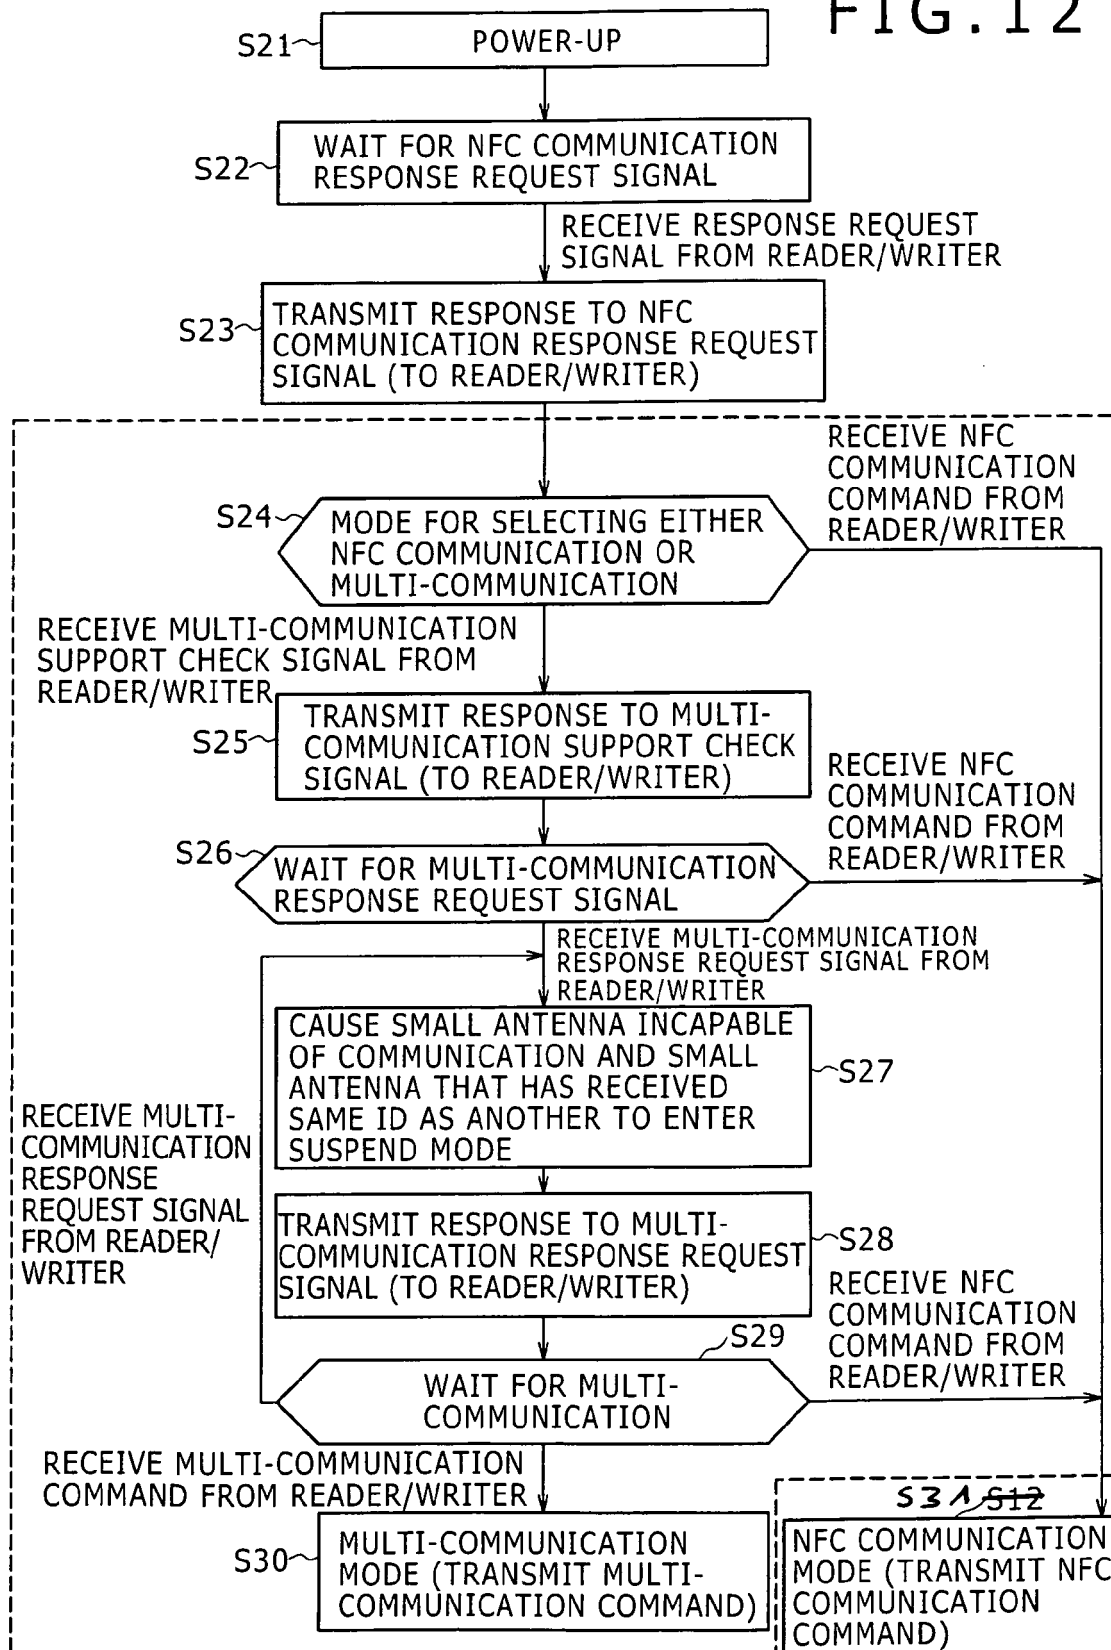 FIG.12
S21
POWER-UP
S22
WAIT FOR NFC COMMUNICATION
RESPONSE REQUEST SIGNAL
RECEIVE RESPONSE REQUEST
SIGNAL FROM READER/WRITER
S23
TRANSMIT RESPONSE TO NFC
COMMUNICATION RESPONSE REQUEST
SIGNAL (TO READER/WRITER)
RECEIVE NFC
COMMUNICATION
COMMAND FROM
READER/WRITER
S24
MODE FOR SELECTING EITHER
NFC COMMUNICATION OR
MULTI-COMMUNICATION
RECEIVE MULTI-COMMUNICATION
SUPPORT CHECK SIGNAL FROM
READER/WRITER
S25
TRANSMIT RESPONSE TO MULTI-
COMMUNICATION SUPPORT CHECK
SIGNAL (TO READER/WRITER)
RECEIVE NFC
COMMUNICATION
COMMAND FROM
READER/WRITER
S26
WAIT FOR MULTI-COMMUNICATION
RESPONSE REQUEST SIGNAL
RECEIVE MULTI-COMMUNICATION
RESPONSE REQUEST SIGNAL FROM
READER/WRITER
CAUSE SMALL ANTENNA INCAPABLE
OF COMMUNICATION AND SMALL
ANTENNA THAT HAS RECEIVED
SAME ID AS ANOTHER TO ENTER
SUSPEND MODE
S27
RECEIVE MULTI-
COMMUNICATION
RESPONSE
REQUEST SIGNAL
FROM READER/
WRITER
TRANSMIT RESPONSE TO MULTI-
COMMUNICATION RESPONSE REQUEST
SIGNAL (TO READER/WRITER)
S28
RECEIVE NFC
COMMUNICATION
COMMAND FROM
READER/WRITER
S29
WAIT FOR MULTI-
COMMUNICATION
RECEIVE MULTI-COMMUNICATION
COMMAND FROM READER/WRITER
S30
MULTI-COMMUNICATION
MODE (TRANSMIT MULTI-
COMMUNICATION COMMAND)
S31 S12
NFC COMMUNICATION
MODE (TRANSMIT NFC
COMMUNICATION
COMMAND)